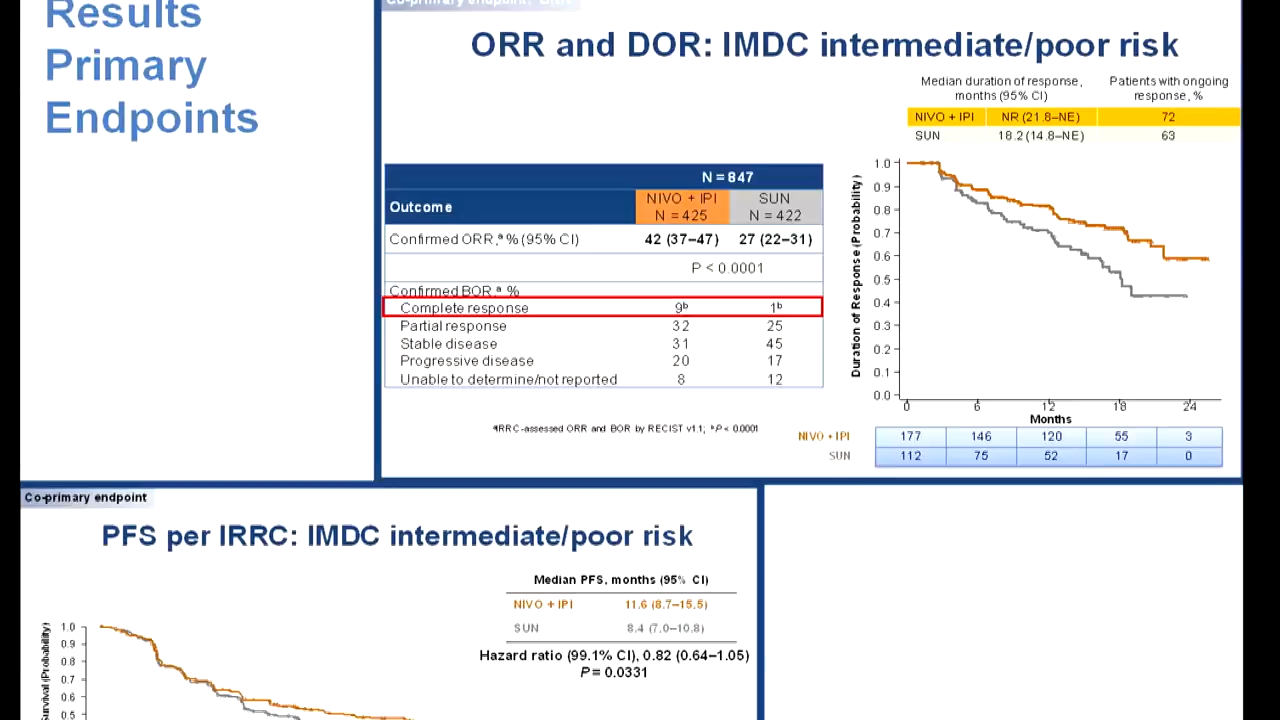 Results
Primary
Endpoints
ORR and DOR: IMDC intermediate/poor risk
Median duration of response, months (95% CI)
Patients with ongoing response, %
NIVO + IPI NR (21.8–NE) 72
SUN 18.2 (14.8–NE) 63
N = 847
Outcome
NIVO + IPI N = 425
SUN N = 422
Confirmed ORR,ᵃ % (95% CI) 42 (37–47) 27 (22–31)
P < 0.0001
Confirmed BOR,ᵃ %
Complete response 9ᵇ 1ᵇ
Partial response 32 25
Stable disease 31 45
Progressive disease 20 17
Unable to determine/not reported 8 12
ᵃIRRC-assessed ORR and BOR by RECIST v1.1; ᵇP < 0.0001
Duration of Response (Probability)
1.0
0.9
0.8
0.7
0.6
0.5
0.4
0.3
0.2
0.1
0.0
0 6 12 18 24
Months
NIVO + IPI 177 146 120 55 3
SUN 112 75 52 17 0
Co-primary endpoint
PFS per IRRC: IMDC intermediate/poor risk
Median PFS, months (95% CI)
NIVO + IPI 11.6 (8.7–15.5)
SUN 8.4 (7.0–10.8)
Hazard ratio (99.1% CI), 0.82 (0.64–1.05)
P = 0.0331
Survival (Probability)
1.0
0.9
0.8
0.7
0.6
0.5